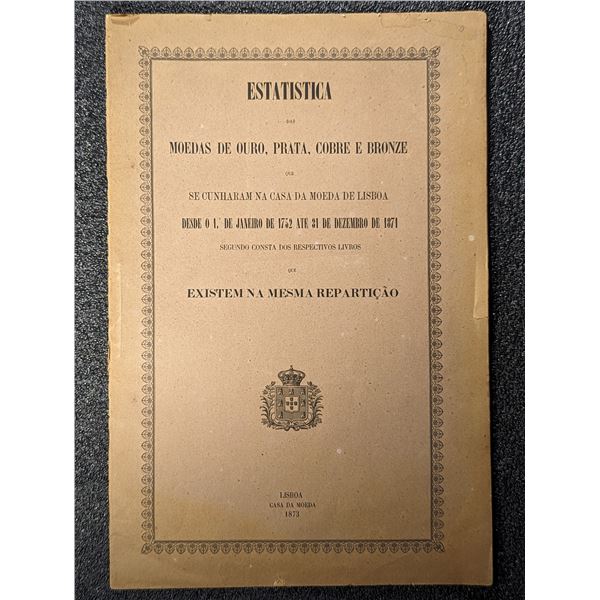 ESTATISTICA
DAS
MOEDAS DE OURO, PRATA, COBRE E BRONZE
QUE
SE CUNHARAM NA CASA DA MOEDA DE LISBOA
DESDE O 1.º DE JANEIRO DE 1752 ATE 31 DE DEZEMBRO DE 1871
SEGUNDO CONSTA DOS RESPECTIVOS LIVROS
QUE
EXISTEM NA MESMA REPARTIÇÃO
LISBOA
CASA DA MOEDA
1873